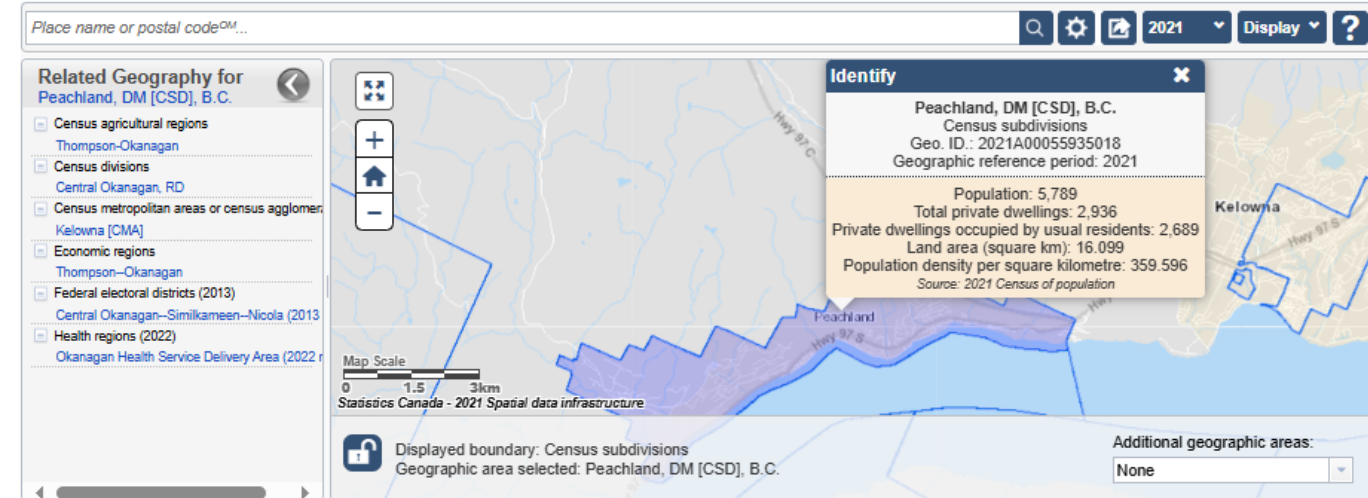 Place name or postal codeᴼᴹ...
2021
Display
?
Related Geography for
Peachland, DM [CSD], B.C.
Census agricultural regions
Thompson-Okanagan
Census divisions
Central Okanagan, RD
Census metropolitan areas or census agglomera
Kelowna [CMA]
Economic regions
Thompson--Okanagan
Federal electoral districts (2013)
Central Okanagan--Similkameen--Nicola (2013
Health regions (2022)
Okanagan Health Service Delivery Area (2022 r
Identify
Peachland, DM [CSD], B.C.
Census subdivisions
Geo. ID.: 2021A00055935018
Geographic reference period: 2021
Population: 5,789
Total private dwellings: 2,936
Private dwellings occupied by usual residents: 2,689
Land area (square km): 16.099
Population density per square kilometre: 359.596
Source: 2021 Census of population
Hwy 97 C
Kelowna
Hwy 97 S
Hwy
Peachland
Hwy 97 S
Map Scale
0 1.5 3km
Statistics Canada - 2021 Spatial data infrastructure
Displayed boundary: Census subdivisions
Geographic area selected: Peachland, DM [CSD], B.C.
Additional geographic areas:
None